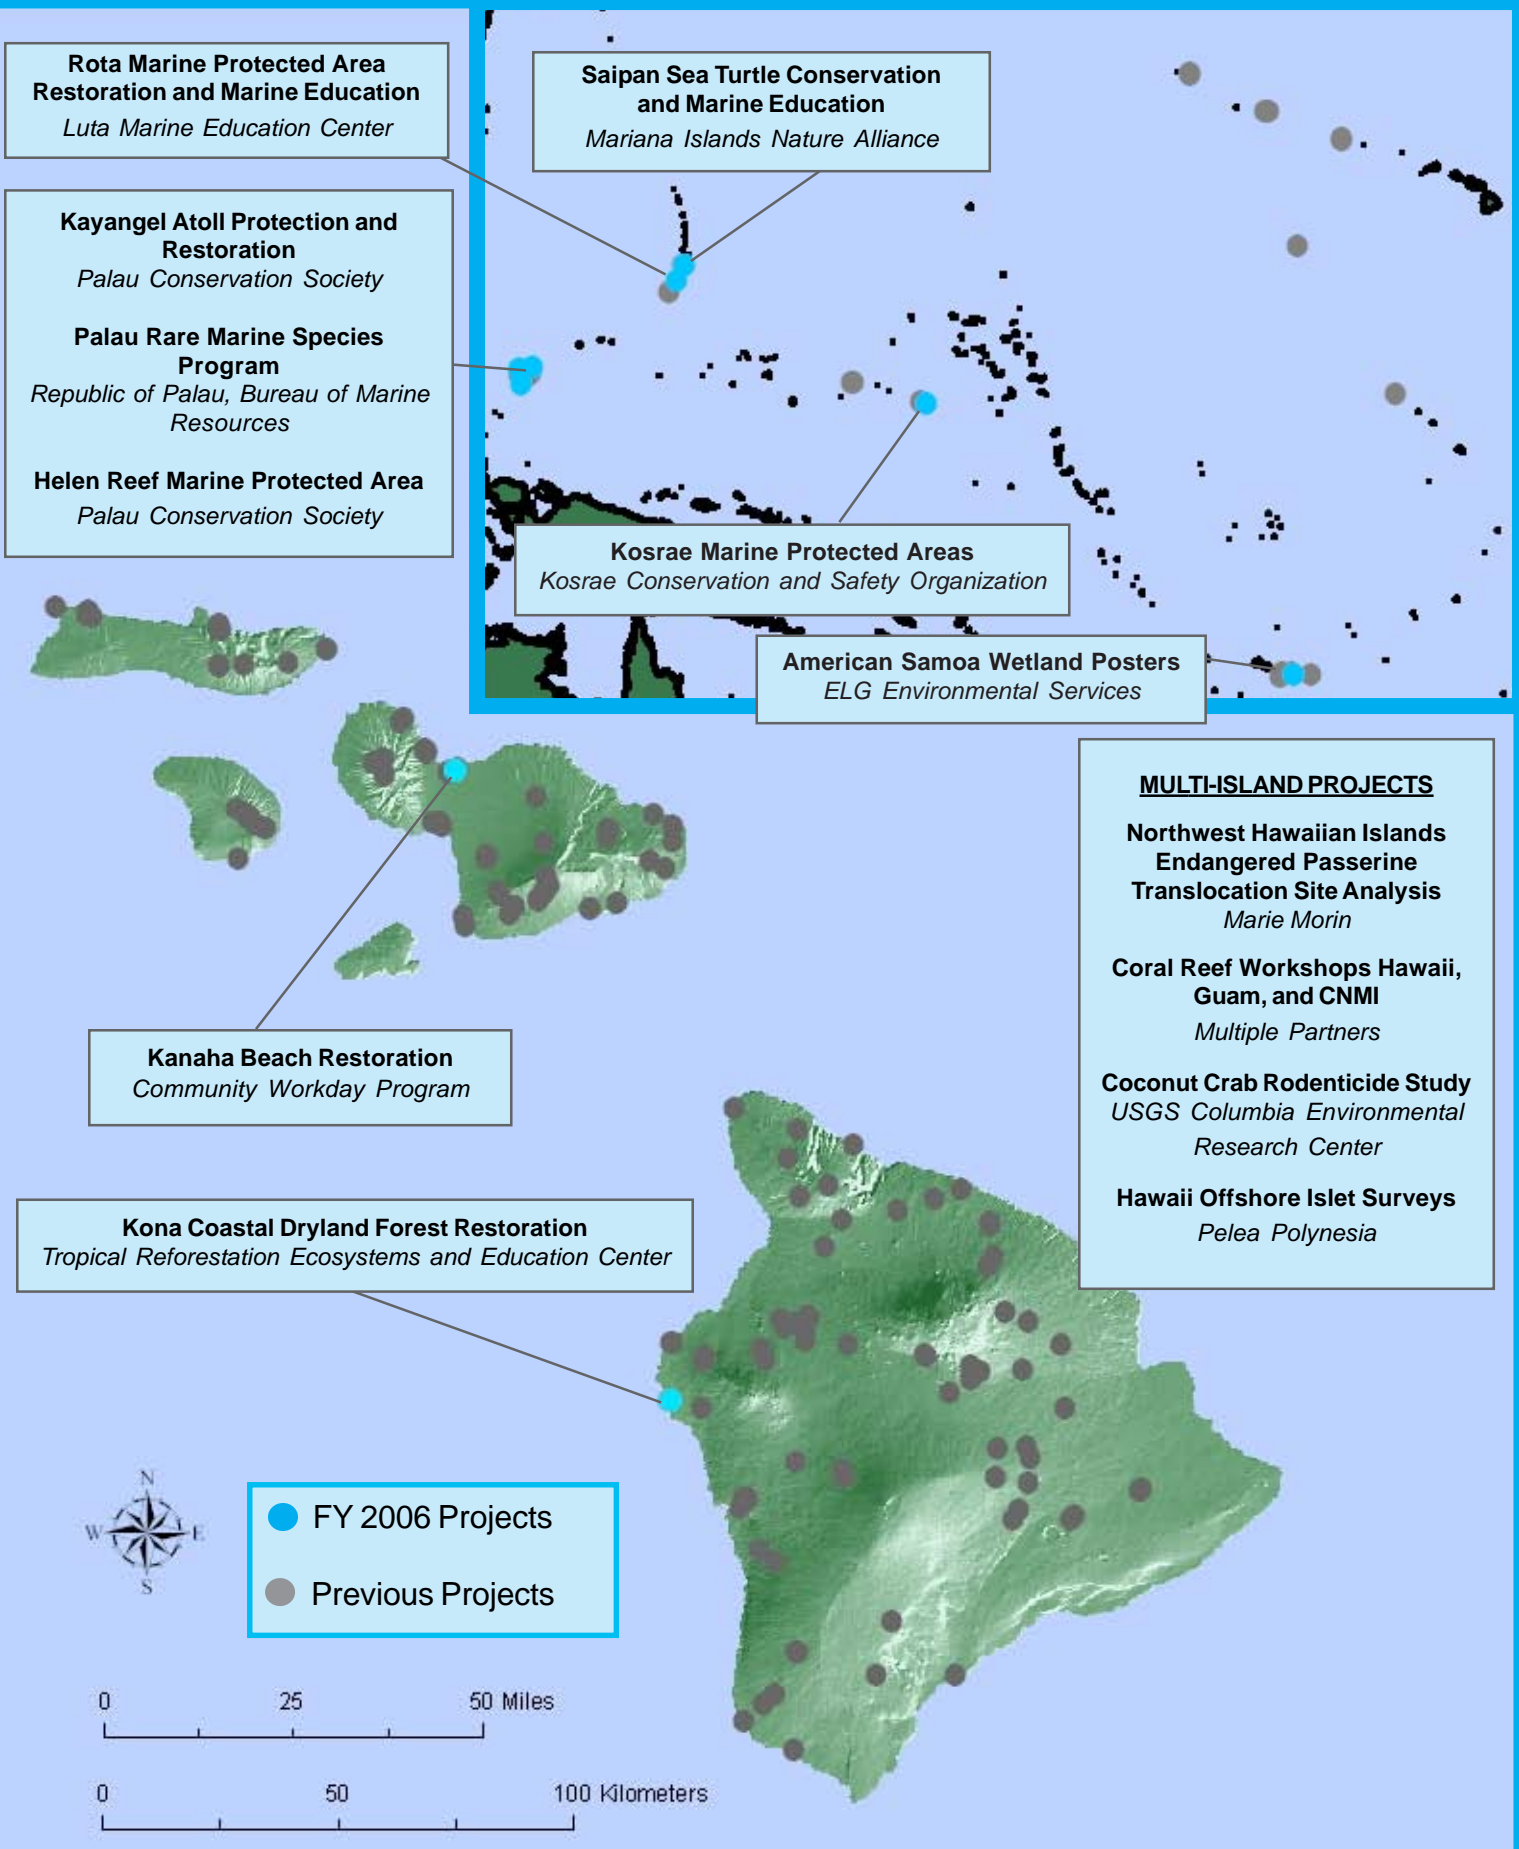 Rota Marine Protected Area
Restoration and Marine Education
Luta Marine Education Center
Saipan Sea Turtle Conservation
and Marine Education
Mariana Islands Nature Alliance
Kayangel Atoll Protection and
Restoration
Palau Conservation Society
Palau Rare Marine Species
Program
Republic of Palau, Bureau of Marine
Resources
Helen Reef Marine Protected Area
Palau Conservation Society
Kosrae Marine Protected Areas
Kosrae Conservation and Safety Organization
American Samoa Wetland Posters
ELG Environmental Services
MULTI-ISLAND PROJECTS
Northwest Hawaiian Islands
Endangered Passerine
Translocation Site Analysis
Marie Morin
Coral Reef Workshops Hawaii,
Guam, and CNMI
Multiple Partners
Coconut Crab Rodenticide Study
USGS Columbia Environmental
Research Center
Hawaii Offshore Islet Surveys
Pelea Polynesia
Kanaha Beach Restoration
Community Workday Program
Kona Coastal Dryland Forest Restoration
Tropical Reforestation Ecosystems and Education Center
N
W E
S
FY 2006 Projects
Previous Projects
0 25 50 Miles
0 50 100 Kilometers